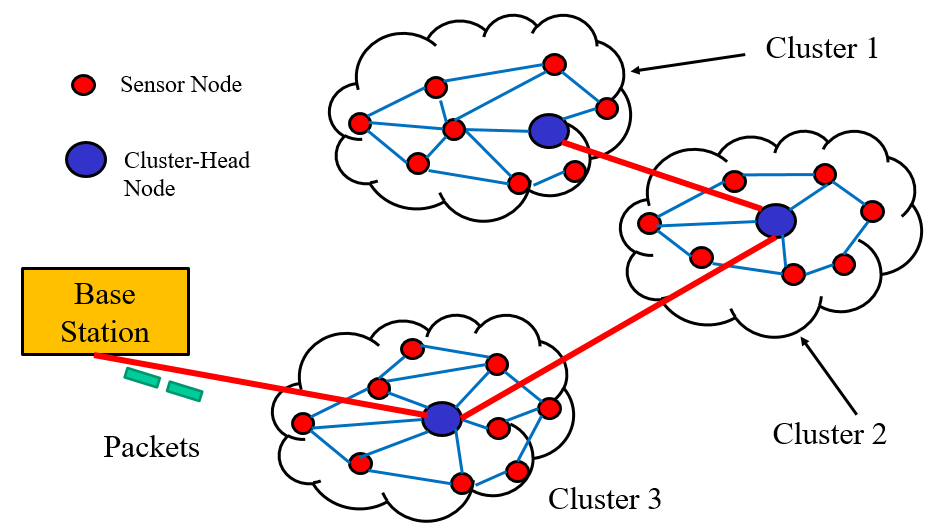 Cluster 1
Sensor Node
Cluster-Head
Node
Base
Station
Packets
Cluster 2
Cluster 3